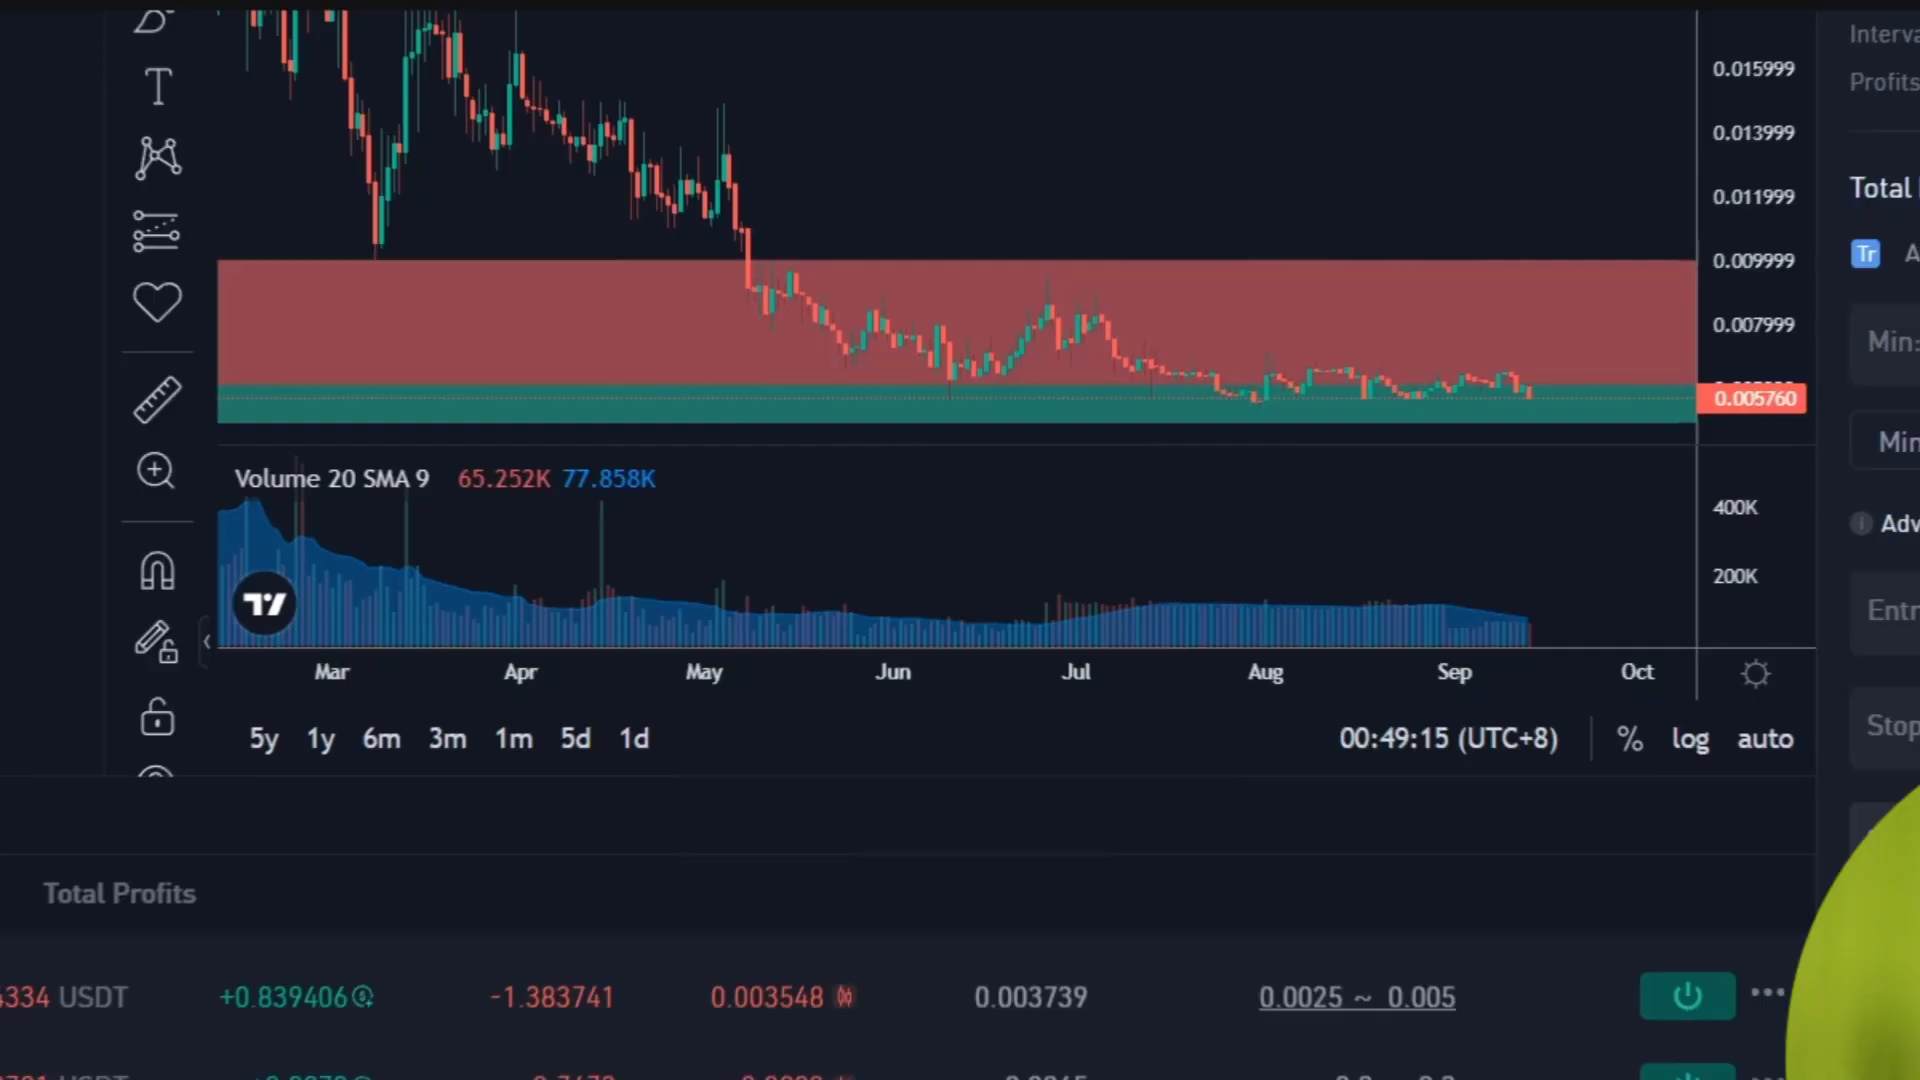 Interva
0.015999
Profits
T
0.013999
Total
0.011999
Tr A
0.009999
0.007999
Min:
0.005760
Min
Volume 20 SMA 9 65.252K 77.858K
400K
Adv
200K
Entr
Mar Apr May Jun Jul Aug Sep Oct
Stop
5y 1y 6m 3m 1m 5d 1d 00:49:15 (UTC+8) % log auto
Total Profits
4334 USDT +0.839406 -1.383741 0.003548 0.003739 0.0025 ~ 0.005